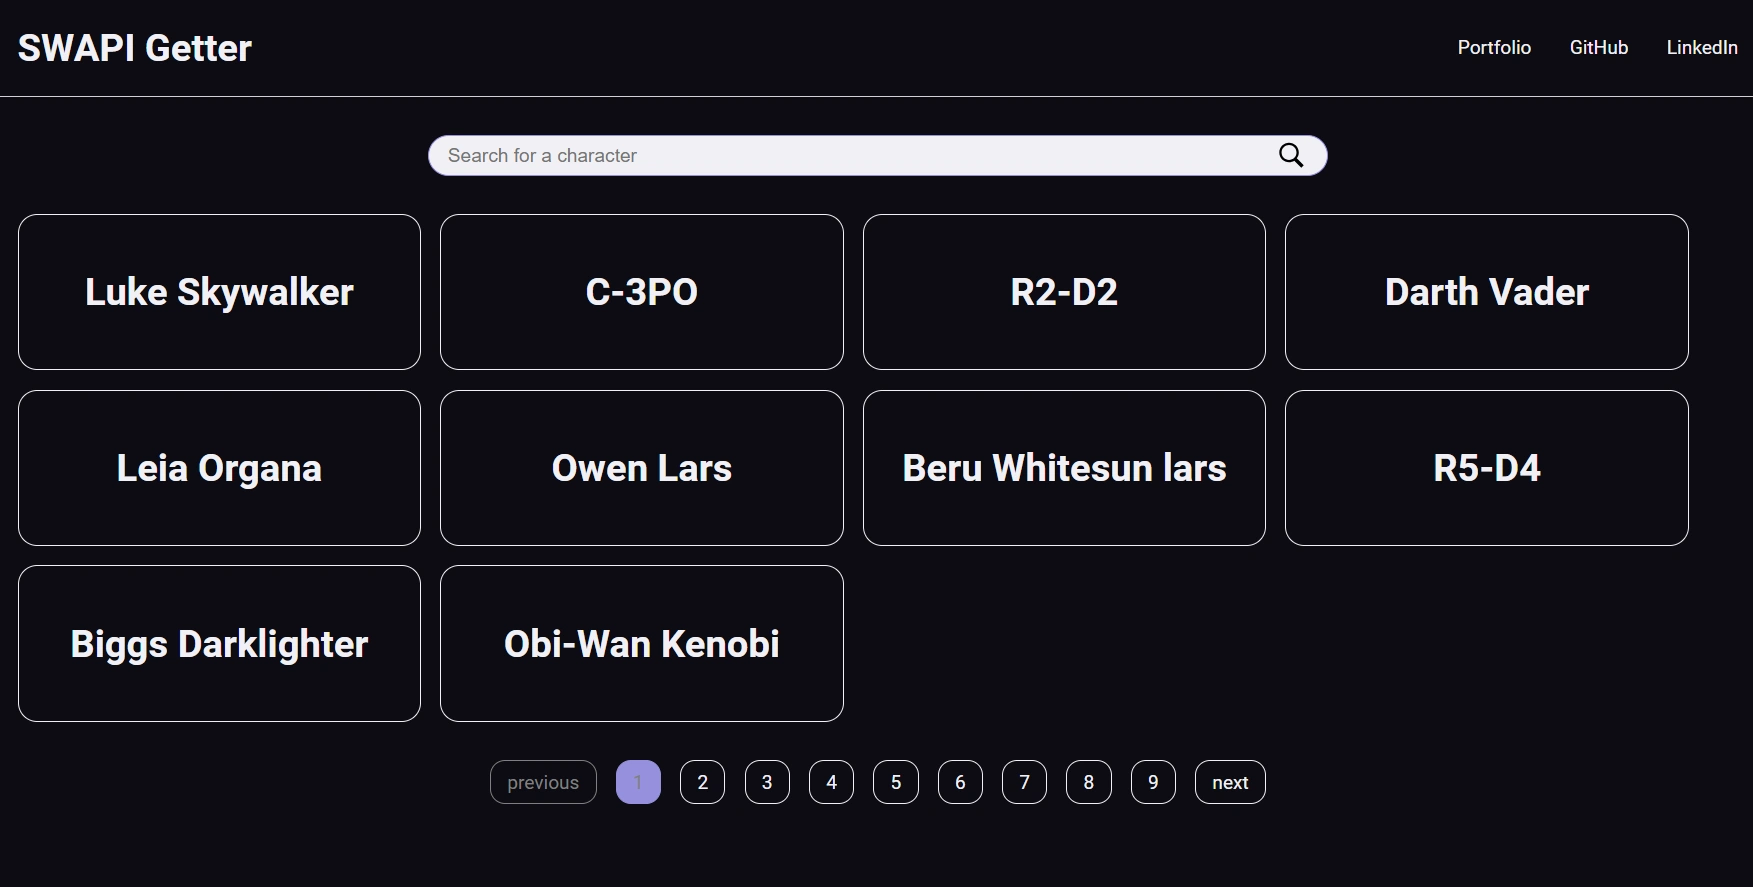 SWAPI Getter Portfolio GitHub LinkedIn
Search for a character
Luke Skywalker C-3PO R2-D2 Darth Vader
Leia Organa Owen Lars Beru Whitesun lars R5-D4
Biggs Darklighter Obi-Wan Kenobi
previous 1 2 3 4 5 6 7 8 9 next